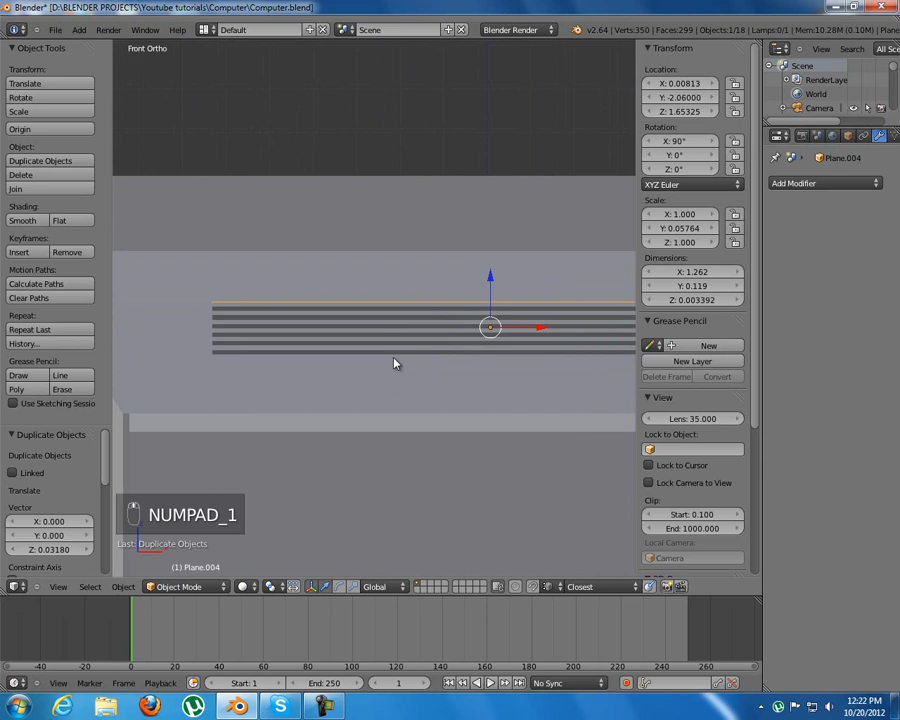 Blender* [D:\BLENDER PROJECTS\Youtube tutorials\Computer\Computer.blend]
File Add Render Window Help Default Scene Blender Render v2.64 | Verts:350 | Faces:299 | Objects:1/18 | Lamps:0/1 | Mem:10.28M (0.10M) | Plane.004
Object Tools
Transform:
Translate
Rotate
Scale
Origin
Object:
Duplicate Objects
Delete
Join
Shading:
Smooth Flat
Keyframes:
Insert Remove
Motion Paths:
Calculate Paths
Clear Paths
Repeat:
Repeat Last
History...
Grease Pencil:
Draw Line
Poly Erase
Use Sketching Sessio
Duplicate Objects
Duplicate Objects
Linked
Translate
Vector
X: 0.000
Y: 0.000
Z: 0.03180
Constraint Axis
Front Ortho
NUMPAD_1
Last: Duplicate Objects
(1) Plane.004
Transform
Location:
X: 0.00813
Y: -2.06000
Z: 1.65325
Rotation:
X: 90°
Y: 0°
Z: 0°
XYZ Euler
Scale:
X: 1.000
Y: 0.05764
Z: 1.000
Dimensions:
X: 1.262
Y: 0.119
Z: 0.003392
Grease Pencil
New
New Layer
Delete Frame Convert
View
Lens: 35.000
Lock to Object:
Lock to Cursor
Lock Camera to View
Clip:
Start: 0.100
End: 1000.000
Local Camera:
Camera
View Search All Sce
Scene
RenderLaye
World
Camera
Plane.004
Add Modifier
View Select Object Object Mode Global Closest
-40 -20 0 20 40 60 80 100 120 140 160 180 200 220 240 260
View Marker Frame Playback Start: 1 End: 250 1 No Sync
12:22 PM
10/20/2012